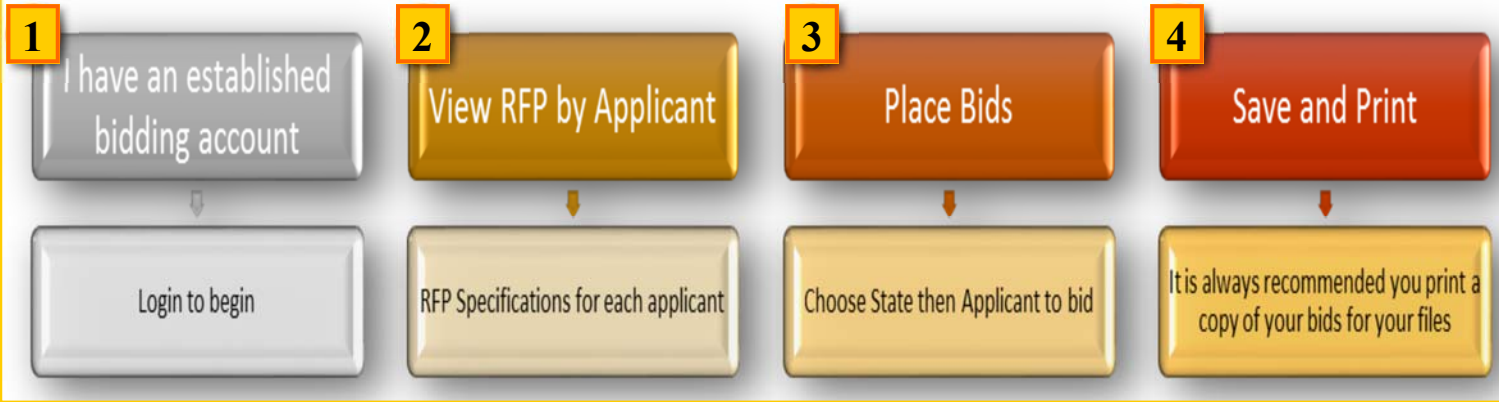 1
I have an established
bidding account
Login to begin
2
View RFP by Applicant
RFP Specifications for each applicant
3
Place Bids
Choose State then Applicant to bid
4
Save and Print
It is always recommended you print a
copy of your bids for your files